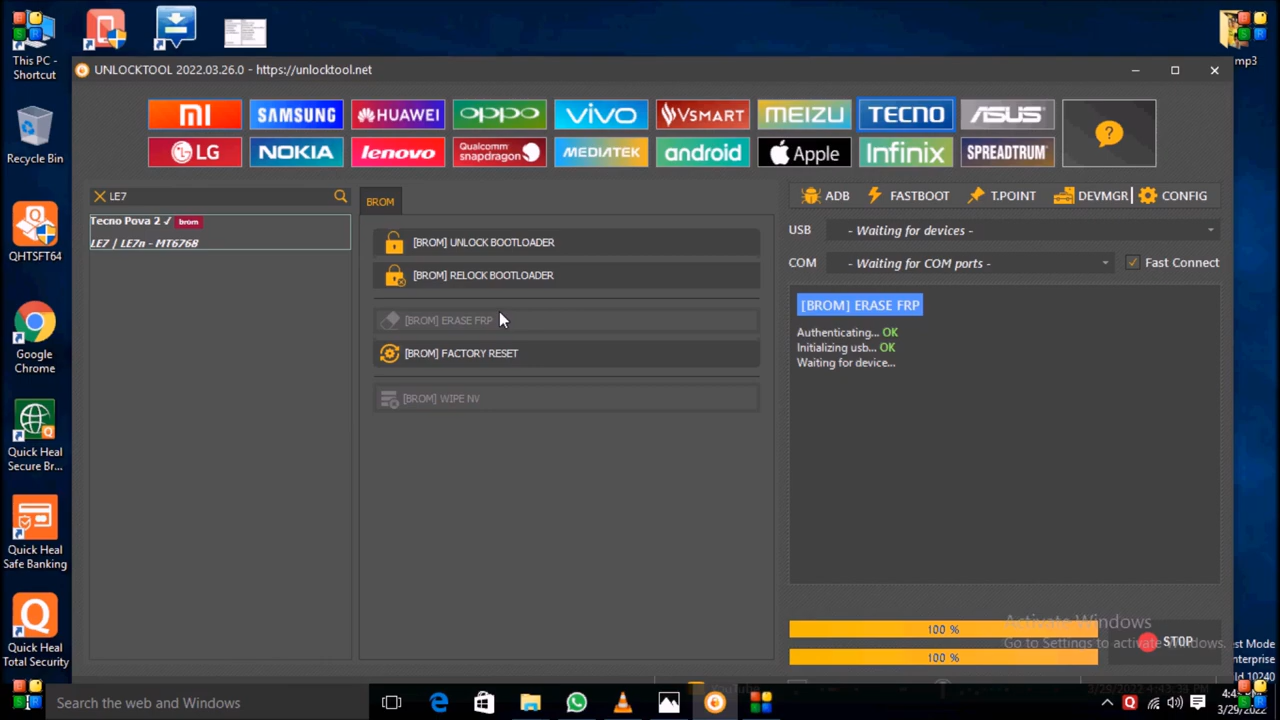 This PC -
Shortcut
Recycle Bin
QHTSFT64
Google
Chrome
Quick Heal
Secure Br...
Quick Heal
Safe Banking
Quick Heal
Total Security
mp3
UNLOCKTOOL 2022.03.26.0 - https://unlocktool.net
MI SAMSUNG HUAWEI oppo vivo VSMART MEIZU TECNO ASUS
LG NOKIA lenovo Qualcomm snapdragon MEDIATEK android Apple Infinix SPREADTRUM
LE7
Tecno Pova 2 ✓ brom
LE7 | LE7n - MT6768
BROM
[BROM] UNLOCK BOOTLOADER
[BROM] RELOCK BOOTLOADER
[BROM] ERASE FRP
[BROM] FACTORY RESET
[BROM] WIPE NV
ADB FASTBOOT T.POINT DEVMGR CONFIG
USB - Waiting for devices -
COM - Waiting for COM ports - Fast Connect
[BROM] ERASE FRP
Authenticating... OK
Initializing usb... OK
Waiting for device...
100 %
100 %
STOP
Activate Windows
Go to Settings to activate Windows.
est Mode
nterprise
ld 10240
Search the web and Windows
3/29/2022